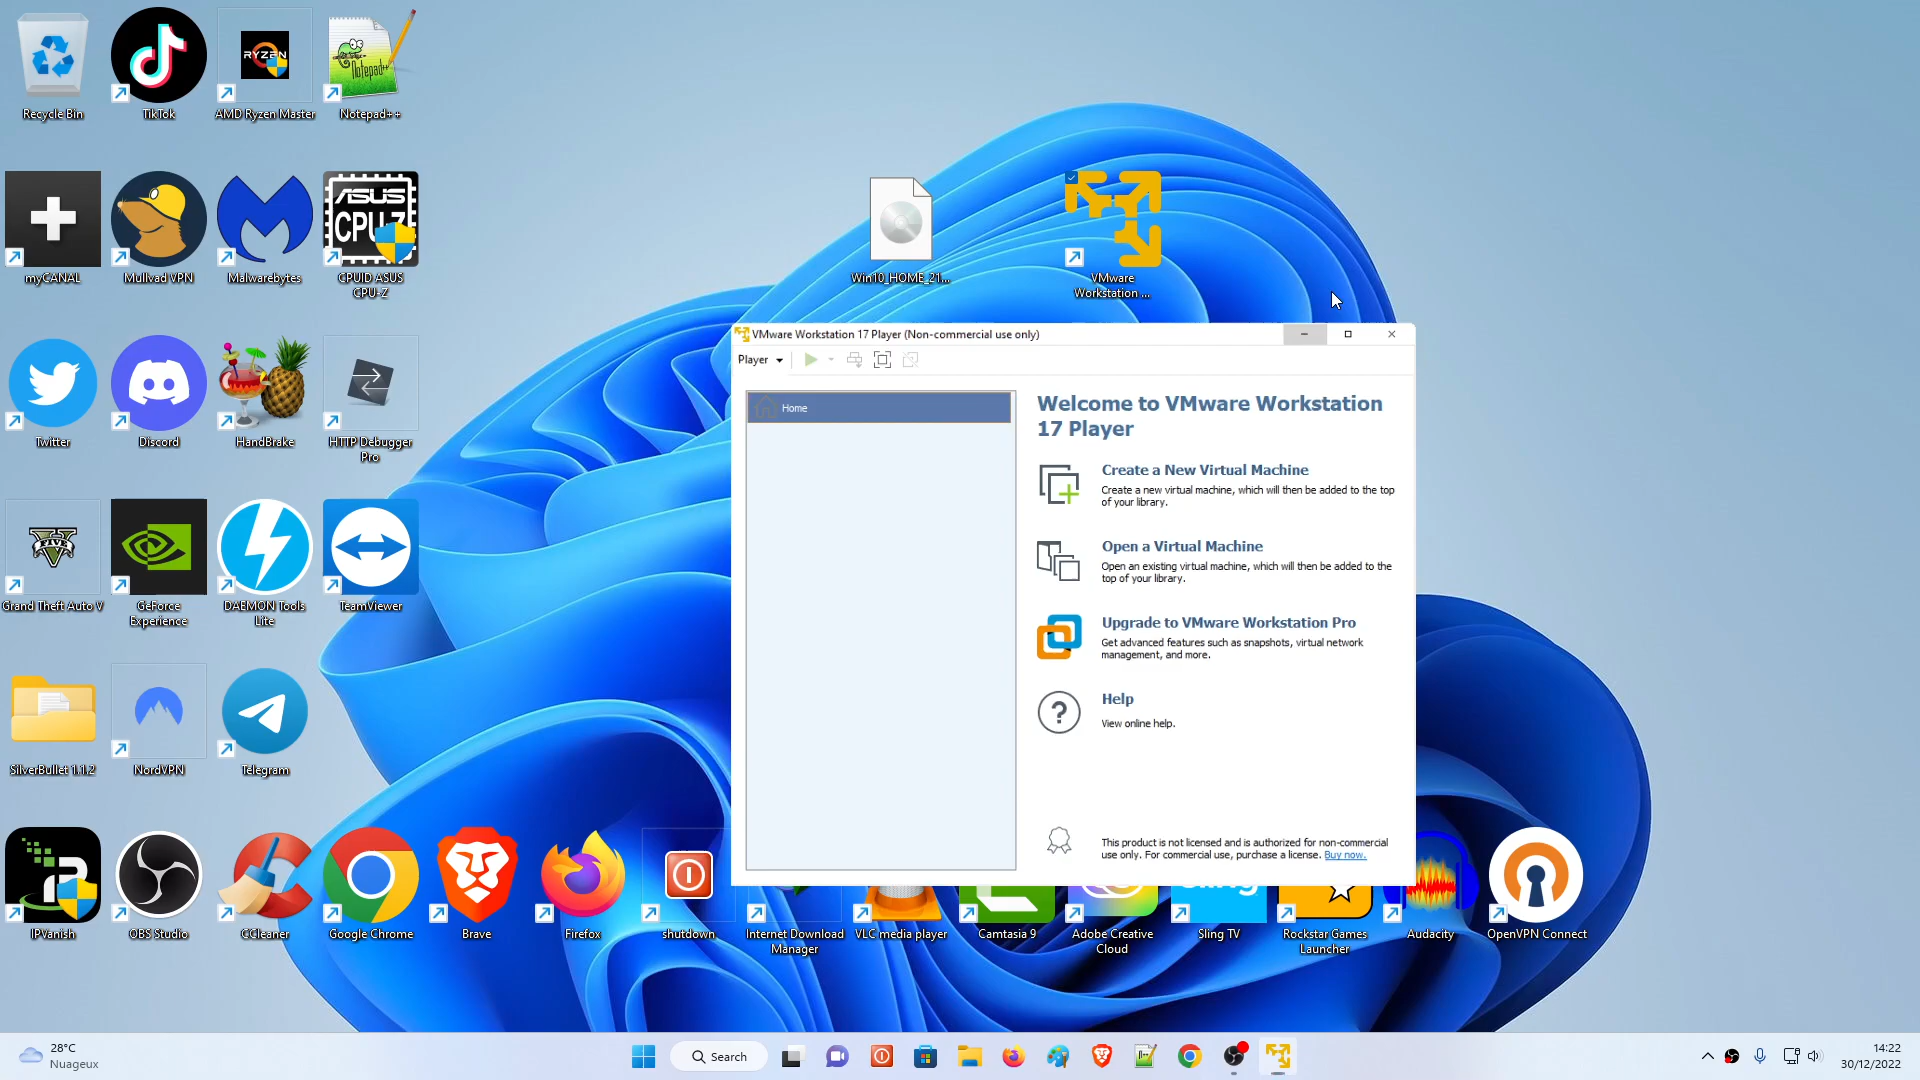 Recycle Bin
TikTok
RYZEN
AMD Ryzen Master
Notepad++
Notepad++
myCANAL
Mullvad VPN
Malwarebytes
ASUS
CPU-Z
CPUID ASUS
CPU-Z
Win10_HOME_21...
VMware
Workstation ...
Twitter
Discord
HandBrake
HTTP Debugger
Pro
FIVE
Grand Theft Auto V
GeForce
Experience
DAEMON Tools
Lite
TeamViewer
SilverBullet 1.1.2
NordVPN
Telegram
VMware Workstation 17 Player (Non-commercial use only)
Player
Home
Welcome to VMware Workstation
17 Player
Create a New Virtual Machine
Create a new virtual machine, which will then be added to the top
of your library.
Open a Virtual Machine
Open an existing virtual machine, which will then be added to the
top of your library.
Upgrade to VMware Workstation Pro
Get advanced features such as snapshots, virtual network
management, and more.
Help
View online help.
This product is not licensed and is authorized for non-commercial
use only. For commercial use, purchase a license. Buy now.
IPVanish
OBS Studio
CCleaner
Google Chrome
Brave
Firefox
shutdown
Internet Download
Manager
VLC media player
Camtasia 9
Adobe Creative
Cloud
Sling TV
Rockstar Games
Launcher
Audacity
OpenVPN Connect
28°C
Nuageux
Search
14:22
30/12/2022